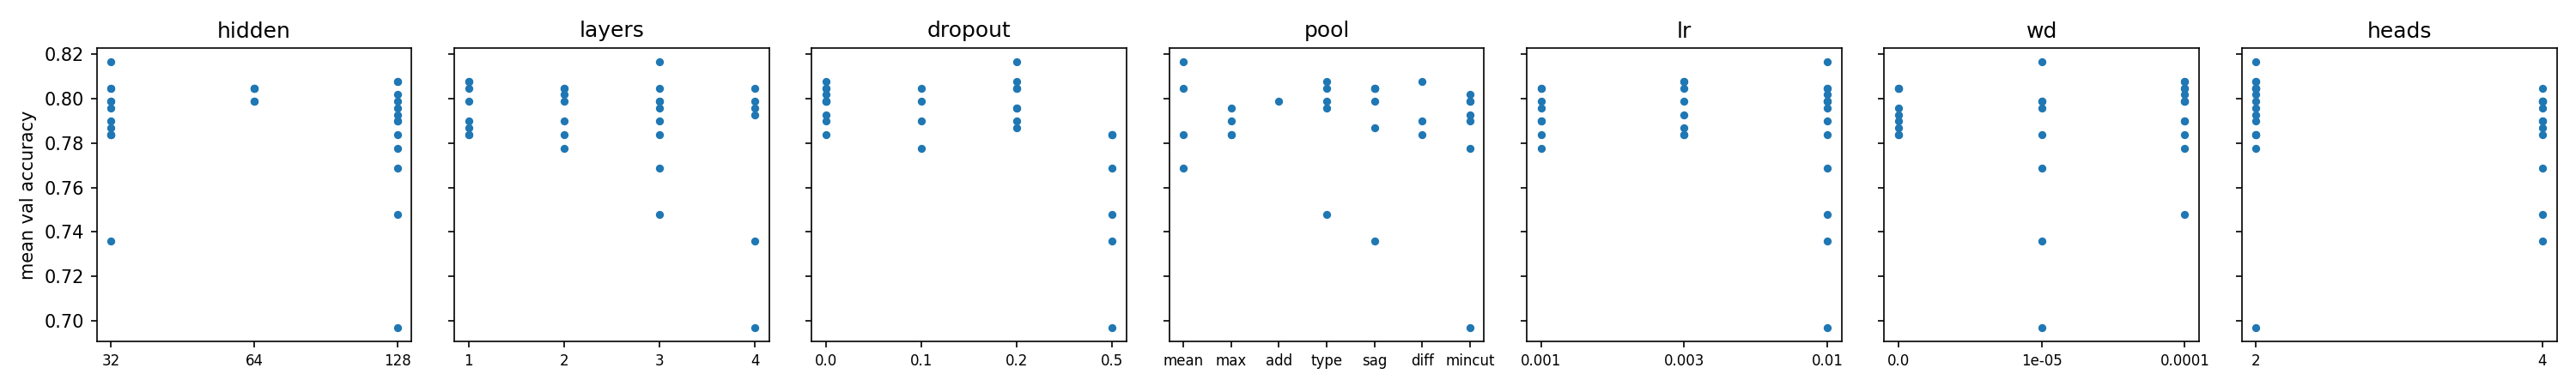 hidden layers dropout pool lr wd heads
mean val accuracy
0.82
0.80
0.78
0.76
0.74
0.72
0.70
32 64 128
1 2 3 4
0.0 0.1 0.2 0.5
mean max add type sag diff mincut
0.001 0.003 0.01
0.0 1e-05 0.0001
2 4